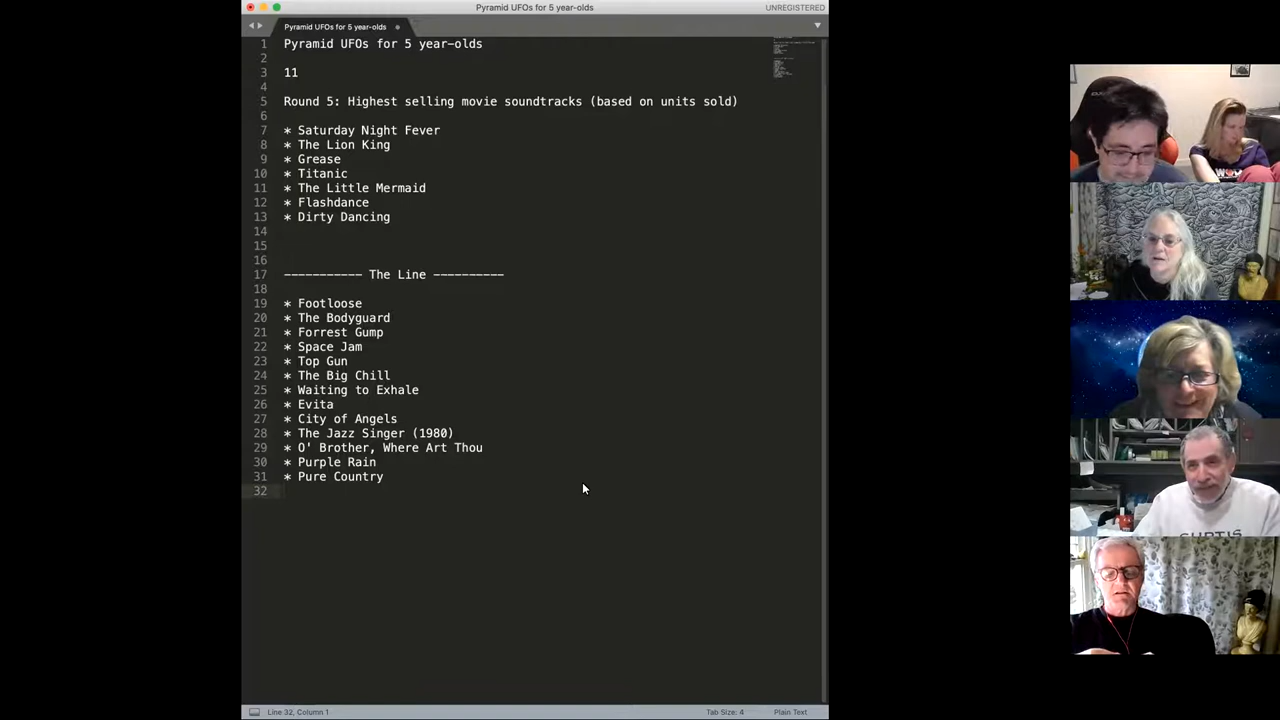 Pyramid UFOs for 5 year-olds
UNREGISTERED
Pyramid UFOs for 5 year-olds
1 Pyramid UFOs for 5 year-olds
2
3 11
4
5 Round 5: Highest selling movie soundtracks (based on units sold)
6
7 * Saturday Night Fever
8 * The Lion King
9 * Grease
10 * Titanic
11 * The Little Mermaid
12 * Flashdance
13 * Dirty Dancing
14
15
16
17 ----------- The Line ----------
18
19 * Footloose
20 * The Bodyguard
21 * Forrest Gump
22 * Space Jam
23 * Top Gun
24 * The Big Chill
25 * Waiting to Exhale
26 * Evita
27 * City of Angels
28 * The Jazz Singer (1980)
29 * O' Brother, Where Art Thou
30 * Purple Rain
31 * Pure Country
32
Line 32, Column 1
Tab Size: 4
Plain Text
CURTIS